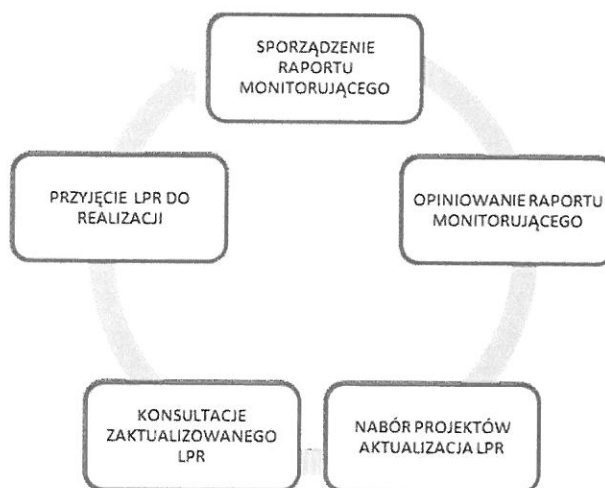 SPORZĄDZENIE
RAPORTU
MONITORUJĄCEGO
OPINIOWANIE RAPORTU
MONITORUJĄCEGO
NABÓR PROJEKTÓW
AKTUALIZACJA LPR
KONSULTACJE
ZAKTUALIZOWANEGO
LPR
PRZYJĘCIE LPR DO
REALIZACJI